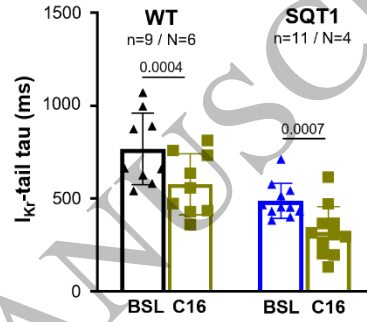 WT SQT1
n=9 / N=6 n=11 / N=4
1500
0.0004
1000
0.0007
500
0
IKr-tail tau (ms)
BSL C16 BSL C16
ANUSC